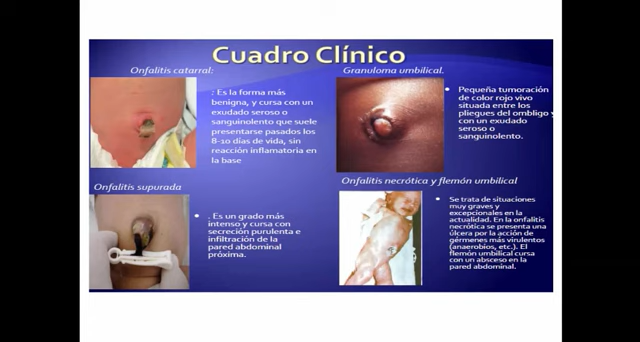 Cuadro Clínico
Onfalitis catarral:
: Es la forma más
benigna, y cursa con un
exudado seroso o
sanguinolento que suele
presentarse pasados los
8-10 días de vida, sin
reacción inflamatoria en
la base
Granuloma umbilical.
• Pequeña tumoración
de color rojo vivo
situada entre los
pliegues del ombligo y
con un exudado
seroso o
sanguinolento.
Onfalitis supurada
• . Es un grado más
intenso y cursa con
secreción purulenta e
infiltración de la
pared abdominal
próxima.
Onfalitis necrótica y flemón umbilical
• Se trata de situaciones
muy graves y
excepcionales en la
actualidad. En la onfalitis
necrótica se presenta una
úlcera por la acción de
gérmenes más virulentos
(anaerobios, etc.). El
flemón umbilical cursa
con un absceso en la
pared abdominal.